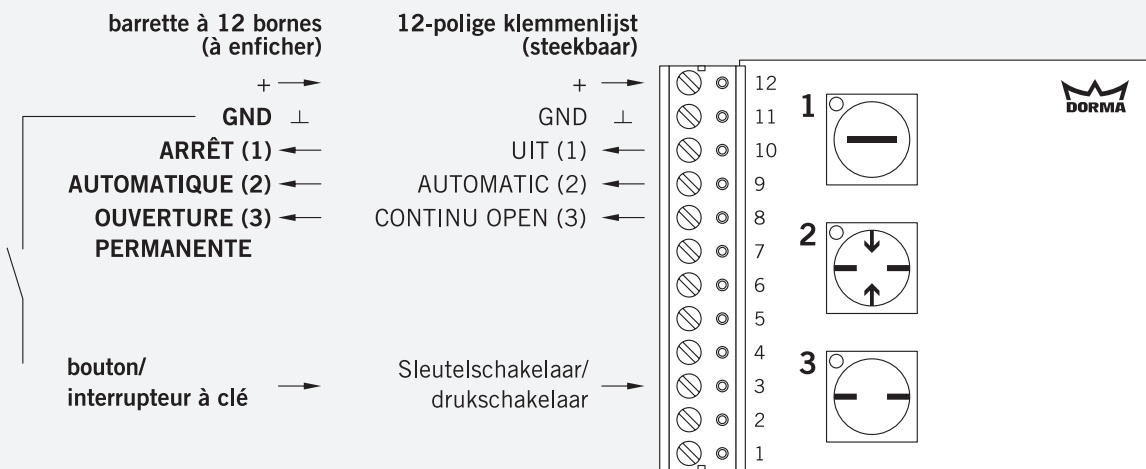 barrette à 12 bornes
(à enficher)
+
GND ⊥
ARRÊT (1)
AUTOMATIQUE (2)
OUVERTURE (3)
PERMANENTE
bouton/
interrupteur à clé
12-polige klemmenlijst
(steekbaar)
+
GND ⊥
UIT (1)
AUTOMATIC (2)
CONTINU OPEN (3)
Sleutelschakelaar/
drukschakelaar
12
11
10
9
8
7
6
5
4
3
2
1
1
2
3
DORMA